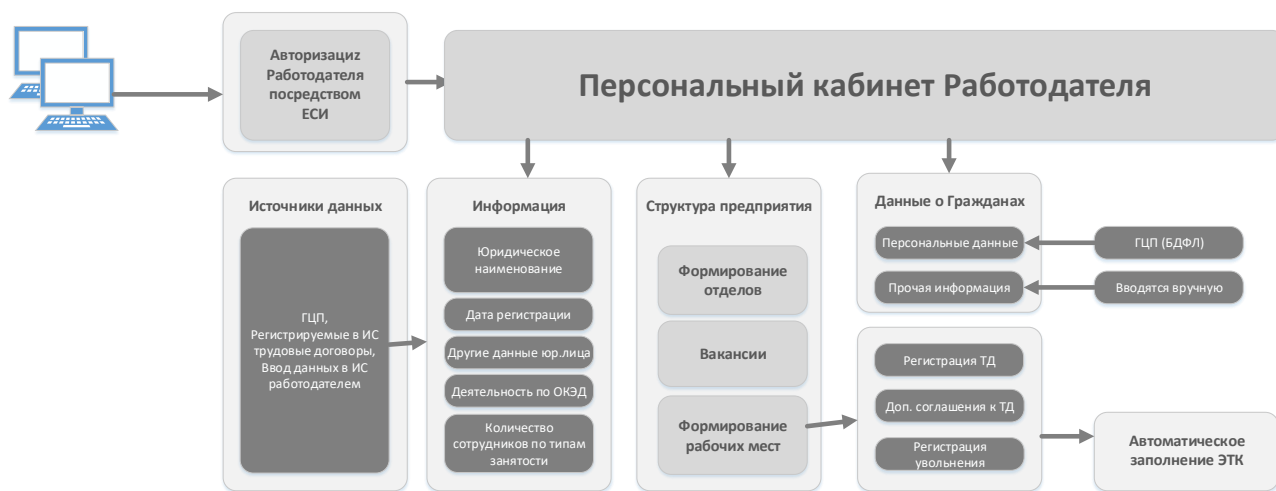 Авторизациz
Работодателя
посредством
ЕСИ
Персональный кабинет Работодателя
Источники данных
ГЦП,
Регистрируемые в ИС
трудовые договоры,
Ввод данных в ИС
работодателем
Информация
Юридическое
наименование
Дата регистрации
Другие данные юр.лица
Деятельность по ОКЭД
Количество
сотрудников по типам
занятости
Структура предприятия
Формирование
отделов
Вакансии
Формирование
рабочих мест
Данные о Гражданах
Персональные данные
ГЦП (БДФЛ)
Прочая информация
Вводятся вручную
Регистрация ТД
Доп. соглашения к ТД
Регистрация
увольнения
Автоматическое
заполнение ЭТК